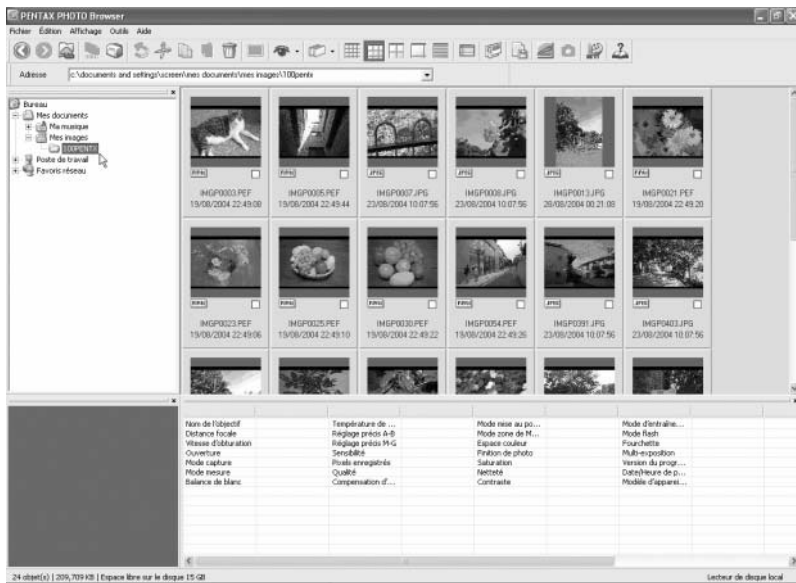 PENTAX PHOTO Browser
Fichier Édition Affichage Outils Aide
Adresse c:\documents and settings\screen\mes documents\mes images\100pentx
Bureau
Mes documents
Ma musique
Mes images
100PENTX
Poste de travail
Favoris réseau
IMGP0003.PEF IMGP0005.PEF IMGP0007.JPG IMGP0008.JPG IMGP0013.JPG IMGP0021.PEF
19/08/2004 22:49:08 19/08/2004 22:49:44 23/08/2004 10:07:56 23/08/2004 10:07:56 28/08/2004 00:21:08 19/08/2004 22:49:20
JPEG JPEG JPEG
IMGP0023.PEF IMGP0025.PEF IMGP0030.PEF IMGP0054.PEF IMGP0391.JPG IMGP0403.JPG
19/08/2004 22:49:06 19/08/2004 22:49:10 19/08/2004 22:49:22 19/08/2004 22:49:26 23/08/2004 10:07:56 23/08/2004 10:07:56
JPEG JPEG
Nom de l'objectif Température de ... Mode mise au po... Mode d'entraîne...
Distance focale Réglage précis A-B Mode zone de M... Mode flash
Vitesse d'obturation Réglage précis M-G Espace couleur Fourchette
Ouverture Sensibilité Finition de photo Multi-exposition
Mode capture Pixels enregistrés Saturation Version du progr...
Mode mesure Qualité Netteté Date/Heure de p...
Balance de blanc Compensation d'... Contraste Modèle d'apparei...
24 objet(s) | 209,709 KB | Espace libre sur le disque 15 GB
Lecteur de disque local